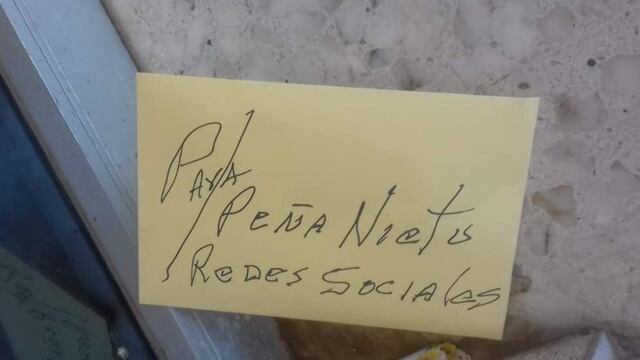 Para
Peña Nieto
Redes Sociales